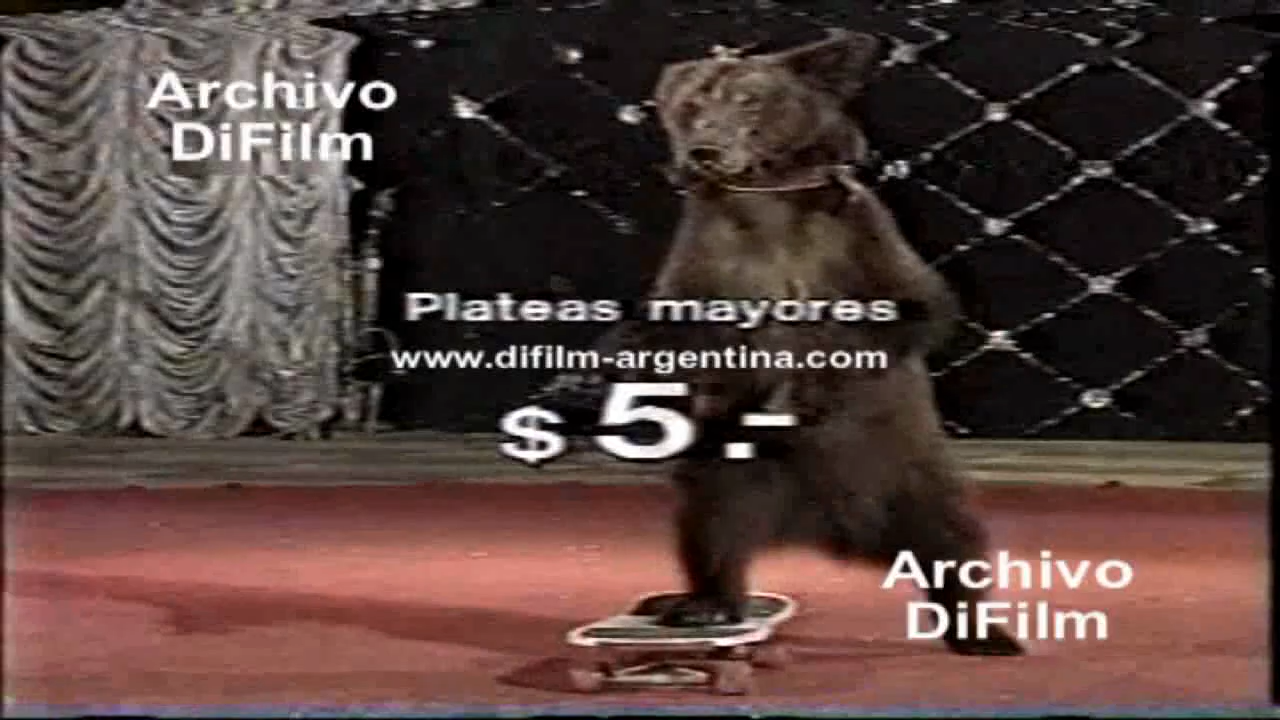 Archivo
DiFilm
Plateas mayores
www.difilm-argentina.com
$ 5.-
Archivo
DiFilm